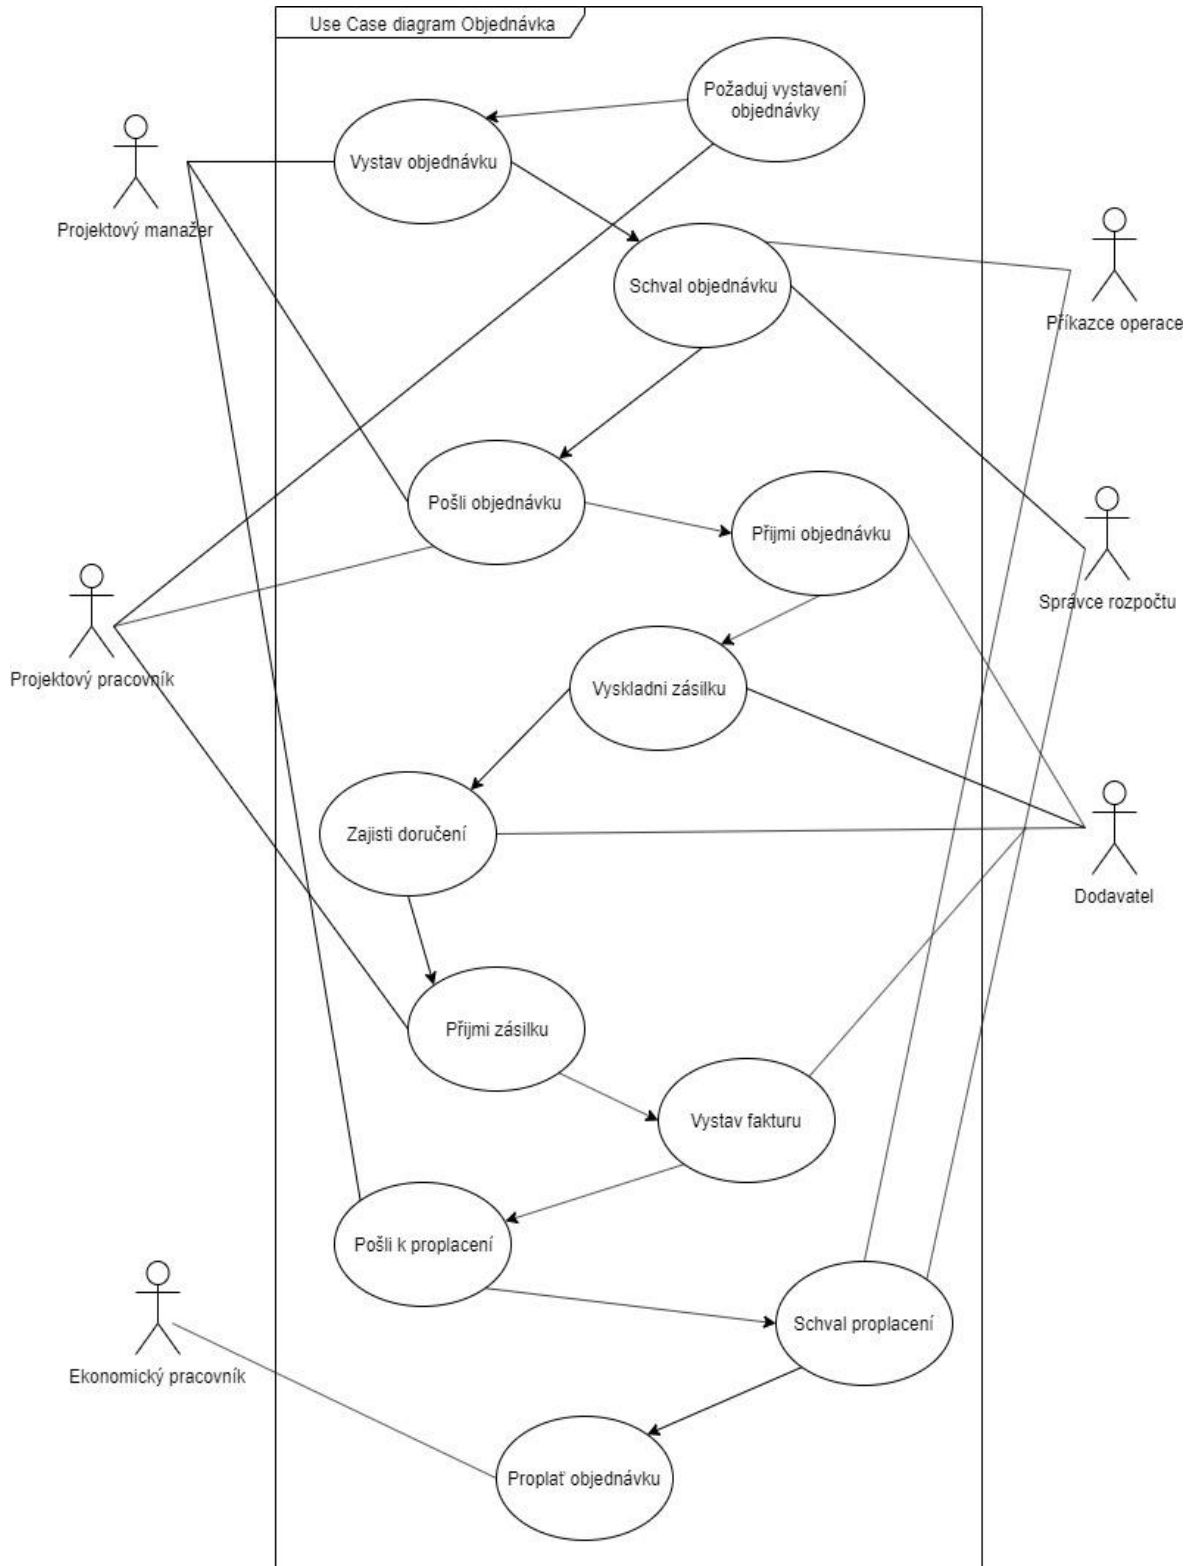 Use Case diagram Objednávka
Požaduj vystavení
objednávky
Vystav objednávku
Projektový manažer
Schval objednávku
Příkazce operace
Pošli objednávku
Přijmi objednávku
Správce rozpočtu
Projektový pracovník
Vyskladni zásilku
Zajisti doručení
Dodavatel
Přijmi zásilku
Vystav fakturu
Pošli k proplacení
Schval proplacení
Ekonomický pracovník
Proplať objednávku